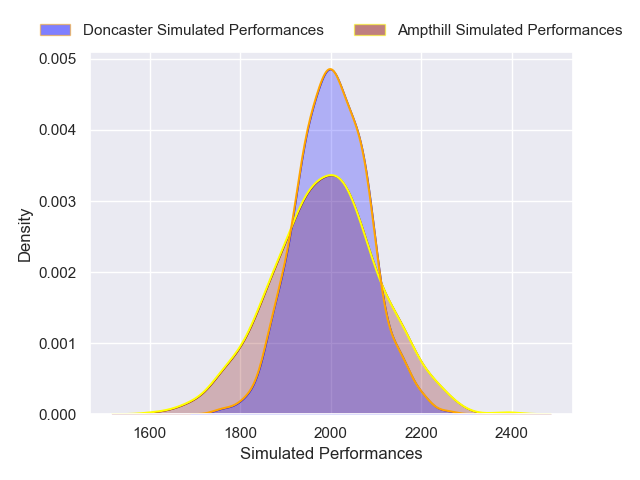 Doncaster Simulated Performances
Ampthill Simulated Performances
0.005
0.004
0.003
0.002
0.001
0.000
Density
1600 1800 2000 2200 2400
Simulated Performances